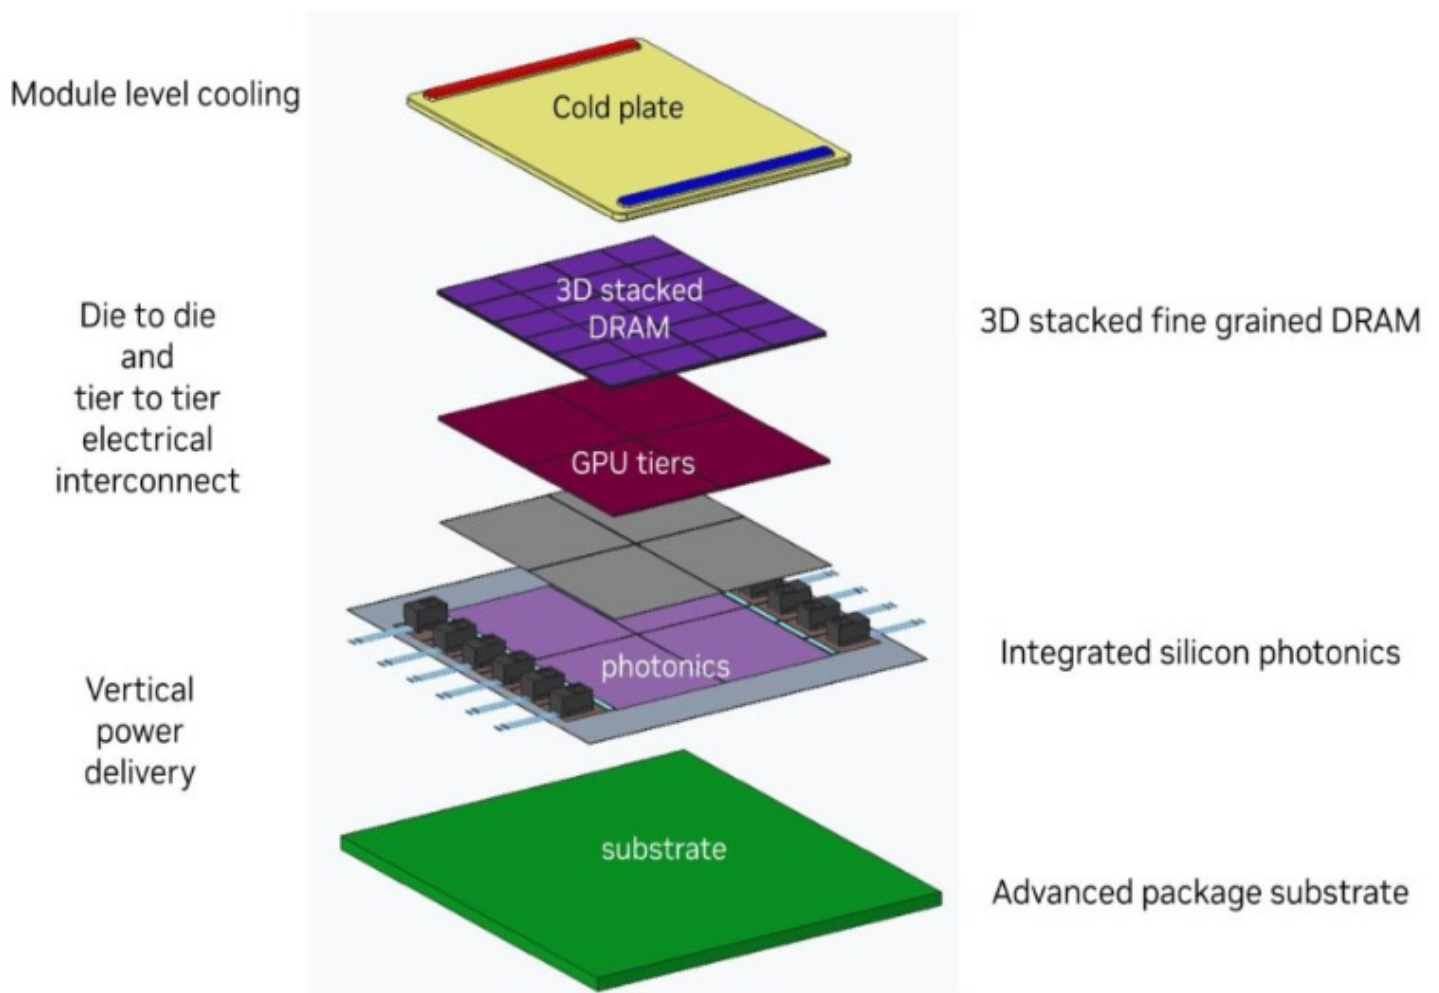 Module level cooling
Cold plate
3D stacked
DRAM
Die to die
and
tier to tier
electrical
interconnect
3D stacked fine grained DRAM
GPU tiers
photonics
Integrated silicon photonics
Vertical
power
delivery
substrate
Advanced package substrate